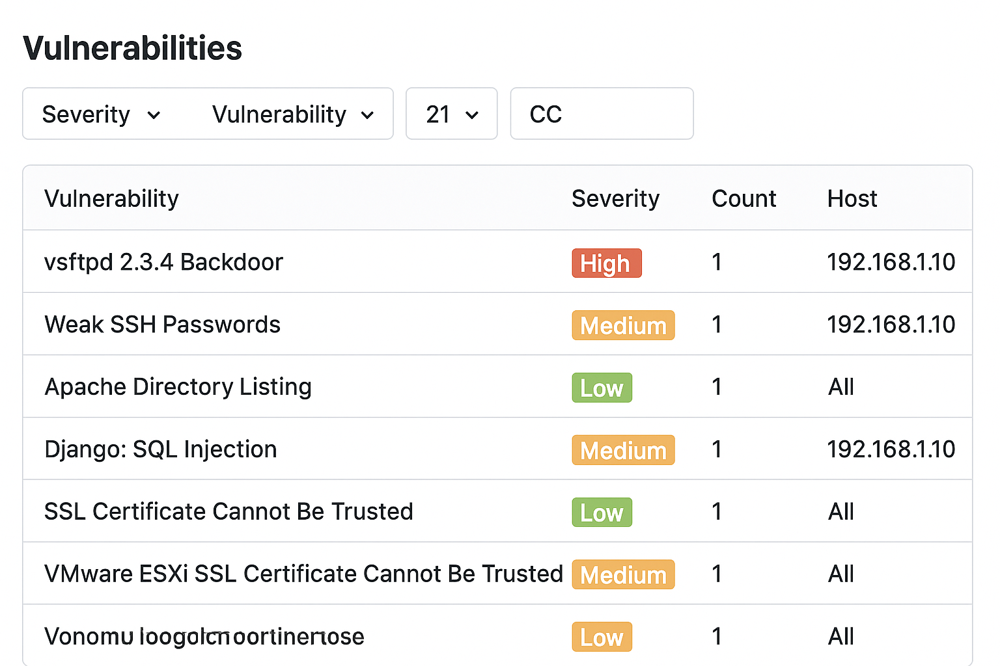 Vulnerabilities
Severity Vulnerability 21 CC
Vulnerability Severity Count Host
vsftpd 2.3.4 Backdoor High 1 192.168.1.10
Weak SSH Passwords Medium 1 192.168.1.10
Apache Directory Listing Low 1 All
Django: SQL Injection Medium 1 192.168.1.10
SSL Certificate Cannot Be Trusted Low 1 All
VMware ESXi SSL Certificate Cannot Be Trusted Medium 1 All
Low 1 All